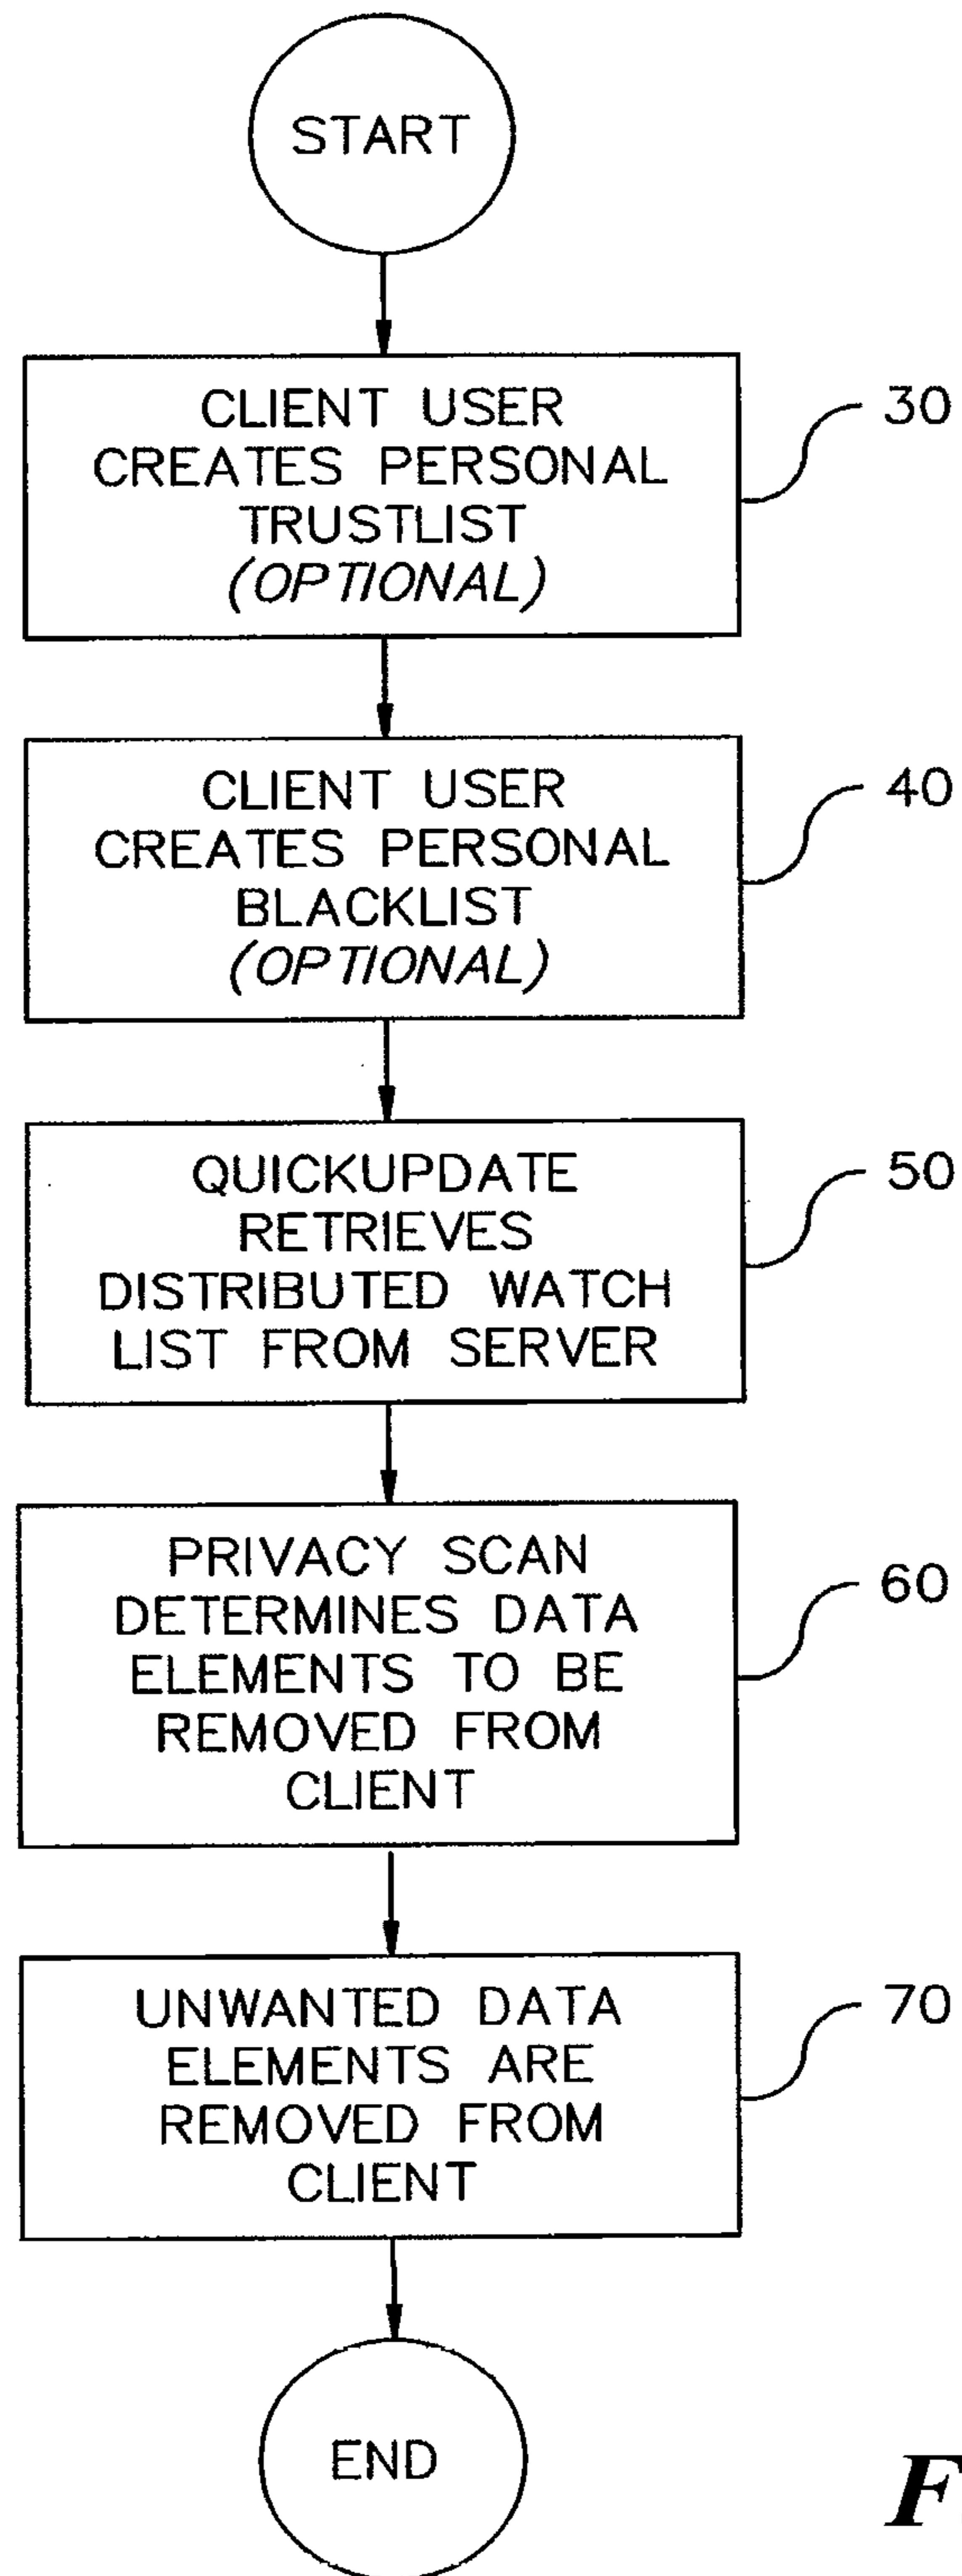 START
CLIENT USER
CREATES PERSONAL
TRUSTLIST
(OPTIONAL)
30
CLIENT USER
CREATES PERSONAL
BLACKLIST
(OPTIONAL)
40
QUICKUPDATE
RETRIEVES
DISTRIBUTED WATCH
LIST FROM SERVER
50
PRIVACY SCAN
DETERMINES DATA
ELEMENTS TO BE
REMOVED FROM
CLIENT
60
UNWANTED DATA
ELEMENTS ARE
REMOVED FROM
CLIENT
70
END